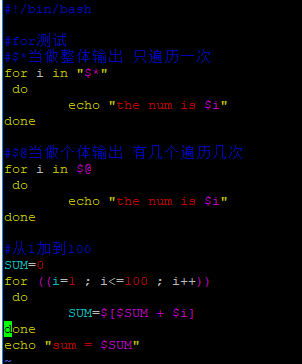 #!/bin/bash
#for测试
#$*当做整体输出 只遍历一次
for i in "$*"
do
echo "the num is $i"
done
#$@当做个体输出 有几个遍历几次
for i in $@
do
echo "the num is $i"
done
#从1加到100
SUM=0
for ((i=1 ; i<=100 ; i++))
do
SUM=$[$SUM + $i]
done
echo "sum = $SUM"
~